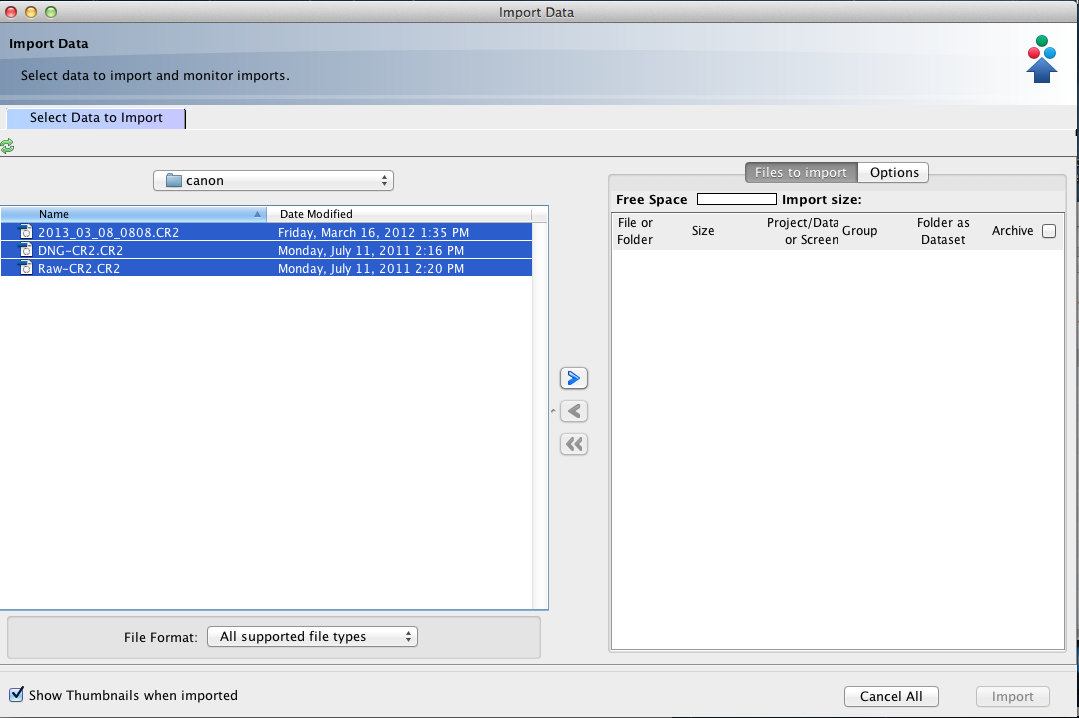 Import Data
Import Data
Select data to import and monitor imports.
Select Data to Import
canon
Files to import Options
Free Space Import size:
Name Date Modified
2013_03_08_0808.CR2 Friday, March 16, 2012 1:35 PM
DNG-CR2.CR2 Monday, July 11, 2011 2:16 PM
Raw-CR2.CR2 Monday, July 11, 2011 2:20 PM
File or Folder Size Project/Data or Screen Group Folder as Dataset Archive
File Format: All supported file types
Show Thumbnails when imported
Cancel All Import